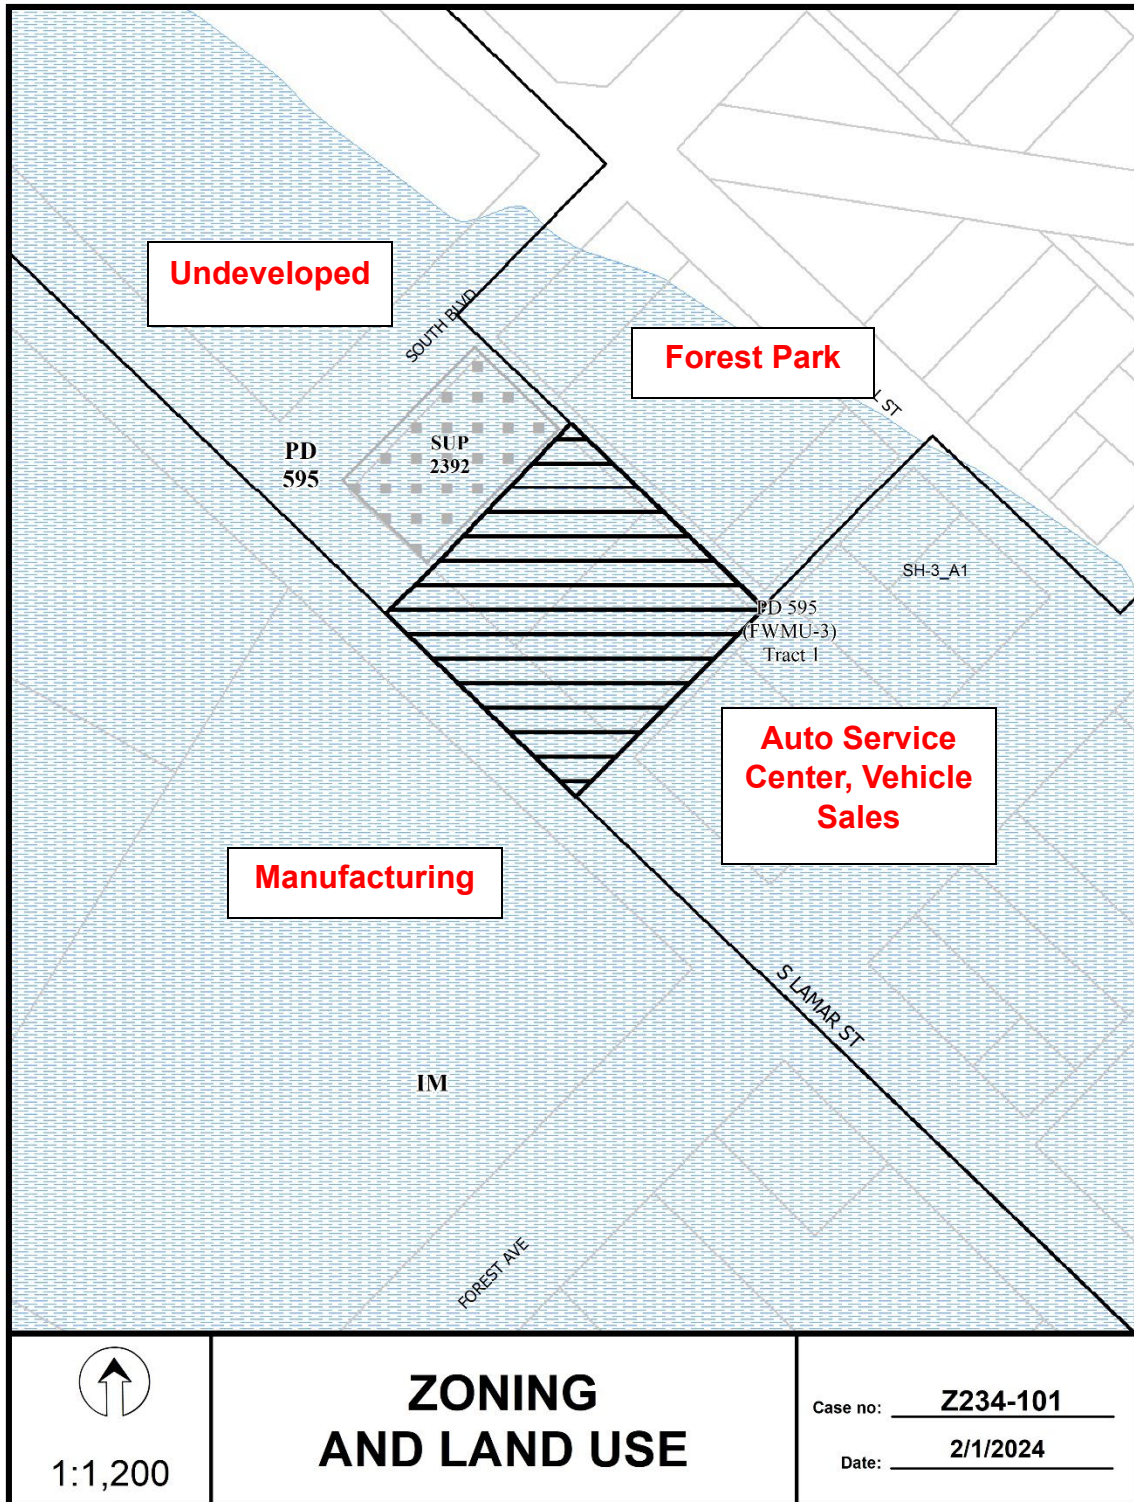 Undeveloped
SOUTH BLVD
Forest Park
ST
PD
595
SUP
2392
SH-3_A1
PD 595
(FWMU-3)
Tract 1
Auto Service
Center, Vehicle
Sales
Manufacturing
S LAMAR ST
IM
FOREST AVE
1:1,200
ZONING
AND LAND USE
Case no: Z234-101
Date: 2/1/2024